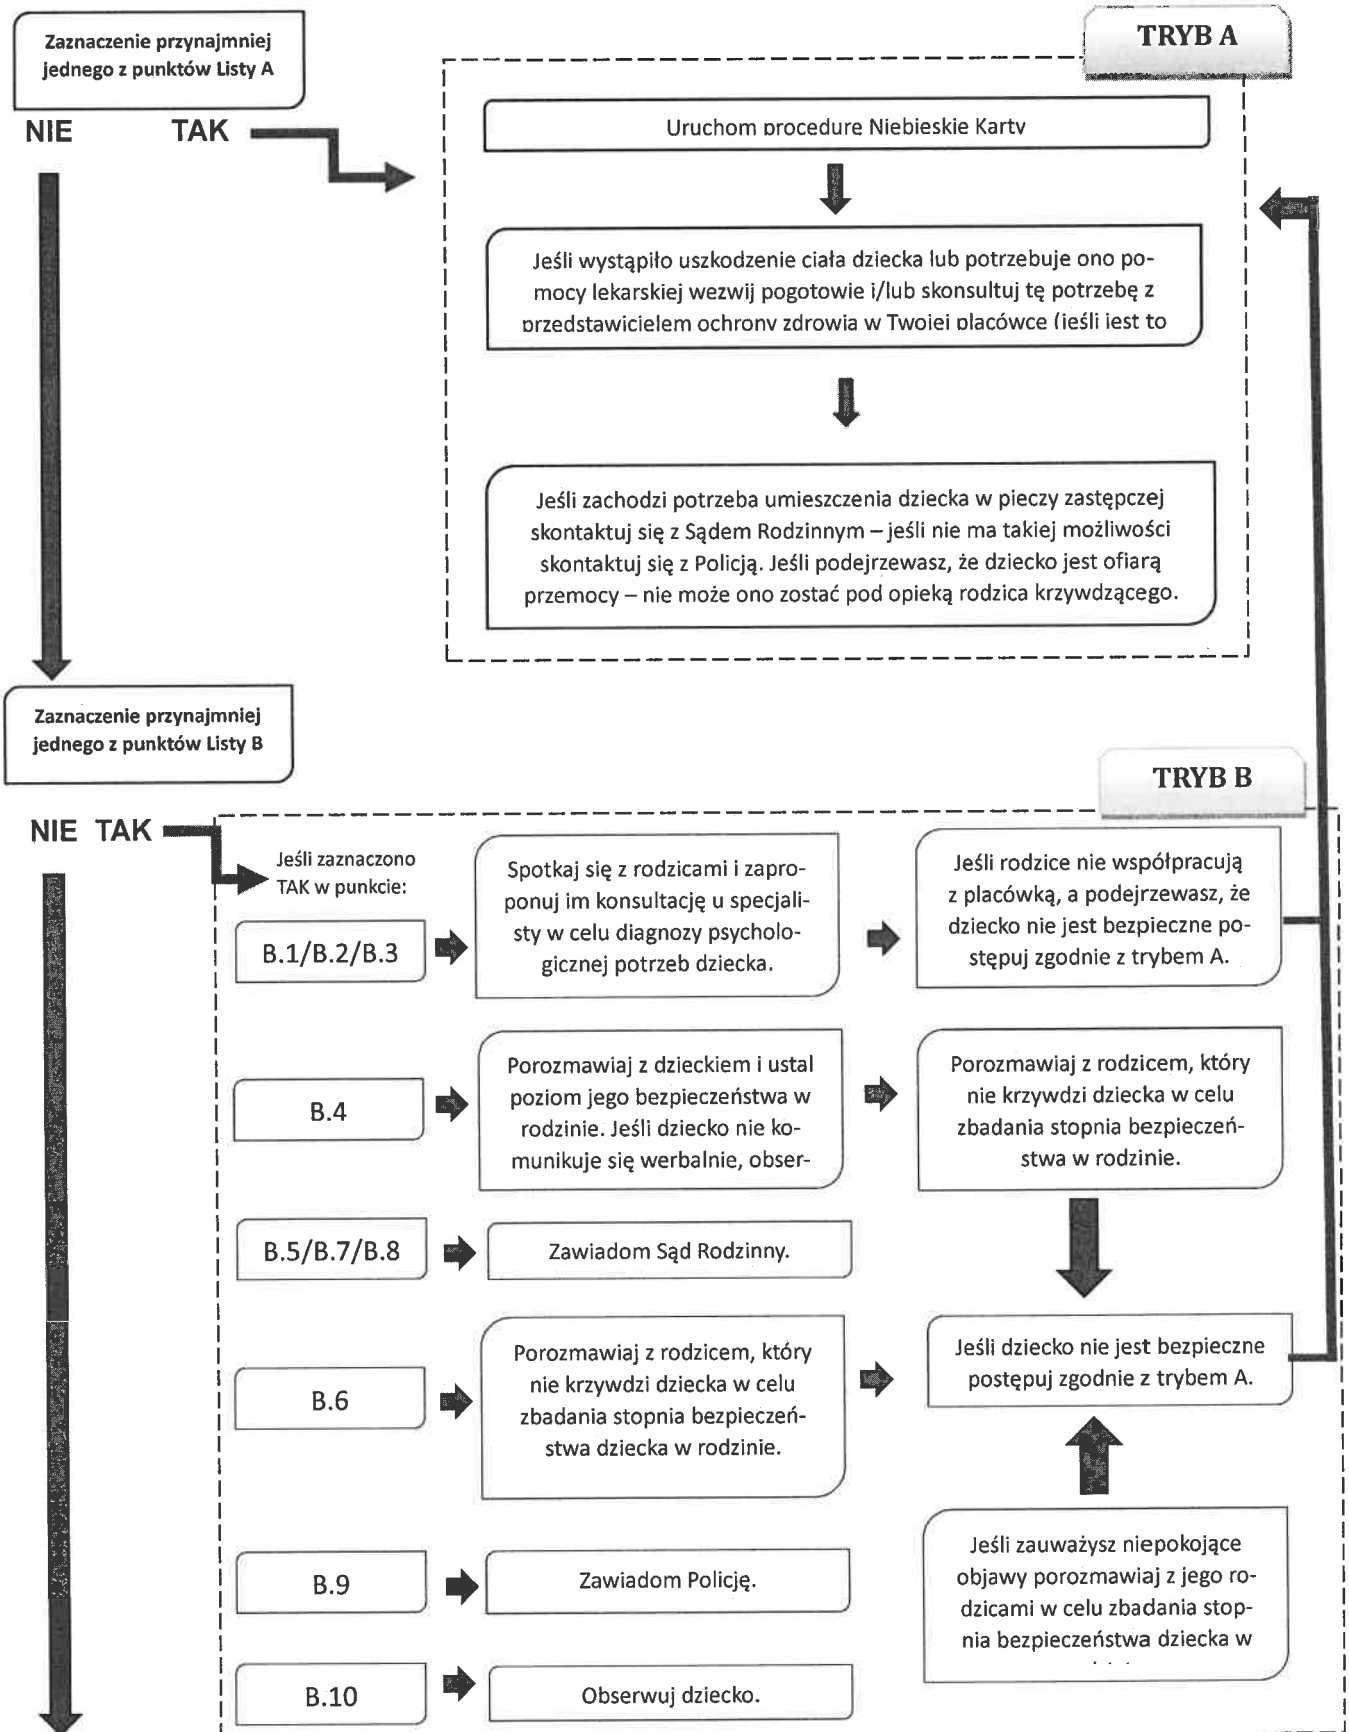 Zaznaczenie przynajmniej
jednego z punktów Listy A
NIE TAK
TRYB A
Uruchom procedurę Niebieskie Karty
Jeśli wystąpiło uszkodzenie ciała dziecka lub potrzebuje ono po-
mocy lekarskiej wezwij pogotowie i/lub skonsultuj tę potrzebę z
przedstawicielem ochrony zdrowia w Twojej placówce (jeśli jest to
Jeśli zachodzi potrzeba umieszczenia dziecka w pieczy zastępczej
skontaktuj się z Sądem Rodzinnym – jeśli nie ma takiej możliwości
skontaktuj się z Policją. Jeśli podejrzewasz, że dziecko jest ofiarą
przemocy – nie może ono zostać pod opieką rodzica krzywdzącego.
Zaznaczenie przynajmniej
jednego z punktów Listy B
NIE TAK
TRYB B
Jeśli zaznaczono
TAK w punkcie:
B.1/B.2/B.3
Spotkaj się z rodzicami i zapro-
ponuj im konsultację u specjali-
sty w celu diagnozy psycholo-
gicznej potrzeb dziecka.
Jeśli rodzice nie współpracują
z placówką, a podejrzewasz, że
dziecko nie jest bezpieczne po-
stępuj zgodnie z trybem A.
B.4
Porozmawiaj z dzieckiem i ustal
poziom jego bezpieczeństwa w
rodzinie. Jeśli dziecko nie ko-
munikuje się werbalnie, obser-
Porozmawiaj z rodzicem, który
nie krzywdzi dziecka w celu
zbadania stopnia bezpieczeń-
stwa w rodzinie.
B.5/B.7/B.8
Zawiadom Sąd Rodzinny.
B.6
Porozmawiaj z rodzicem, który
nie krzywdzi dziecka w celu
zbadania stopnia bezpieczeń-
stwa dziecka w rodzinie.
Jeśli dziecko nie jest bezpieczne
postępuj zgodnie z trybem A.
B.9
Zawiadom Policję.
B.10
Obserwuj dziecko.
Jeśli zauważysz niepokojące
objawy porozmawiaj z jego ro-
dzicami w celu zbadania stop-
nia bezpieczeństwa dziecka w